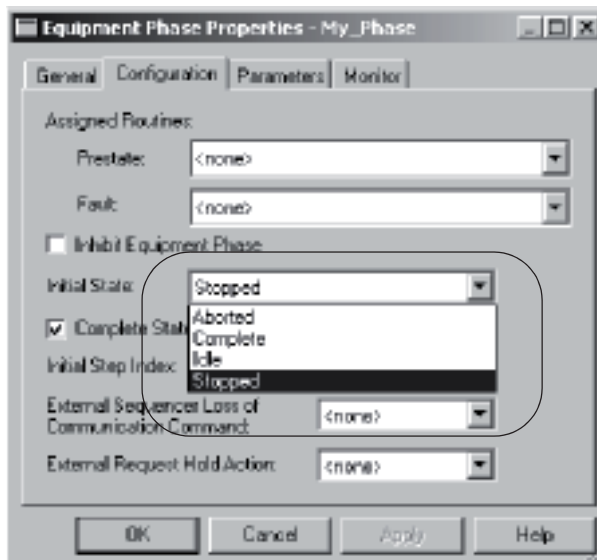 Equipment Phase Properties - My_Phase
General Configuration Parameters Monitor
Assigned Routines:
Prestate: <none>
Fault: <none>
Inhibit Equipment Phase
Initial State: Stopped
Aborted
Complete
Idle
Stopped
Complete
Initial Step Index:
External Sequencer Loss of
Communication Command: <none>
External Request Hold Action: <none>
OK Cancel Apply Help